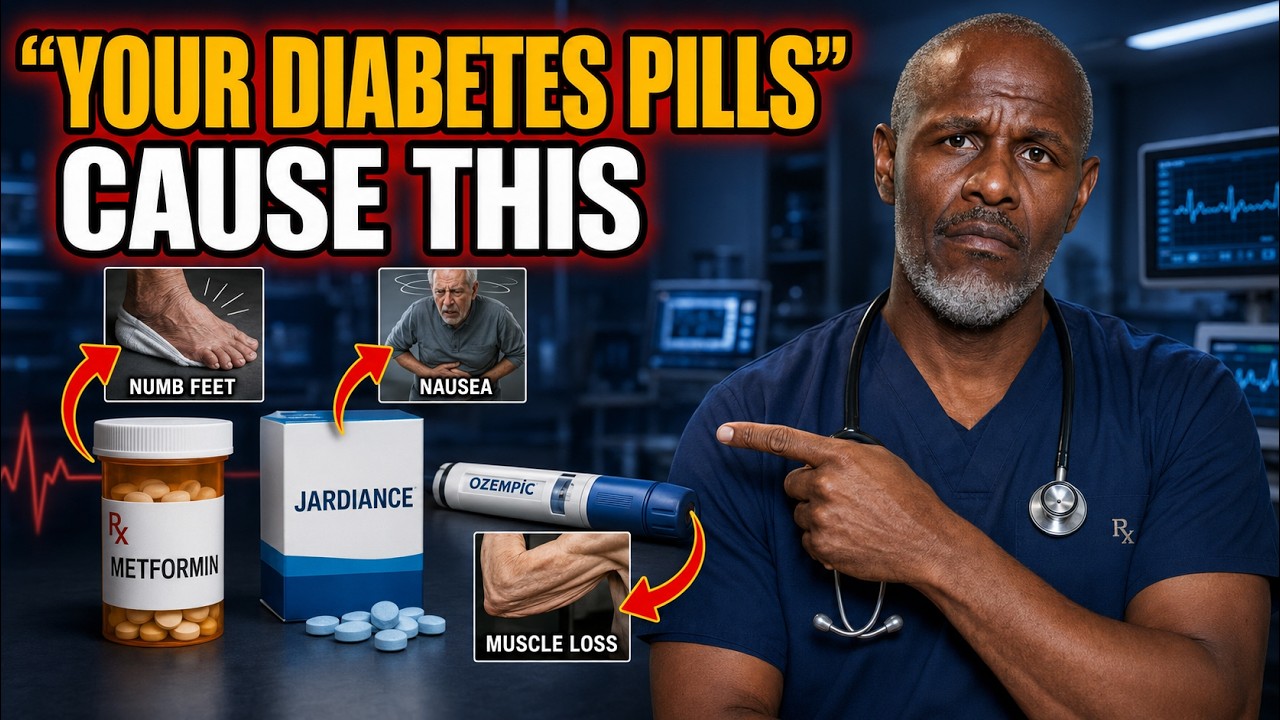 “YOUR DIABETES PILLS”
CAUSE THIS
NUMB FEET
NAUSEA
Rx
METFORMIN
JARDIANCE
OZEMPIC
MUSCLE LOSS
Rx